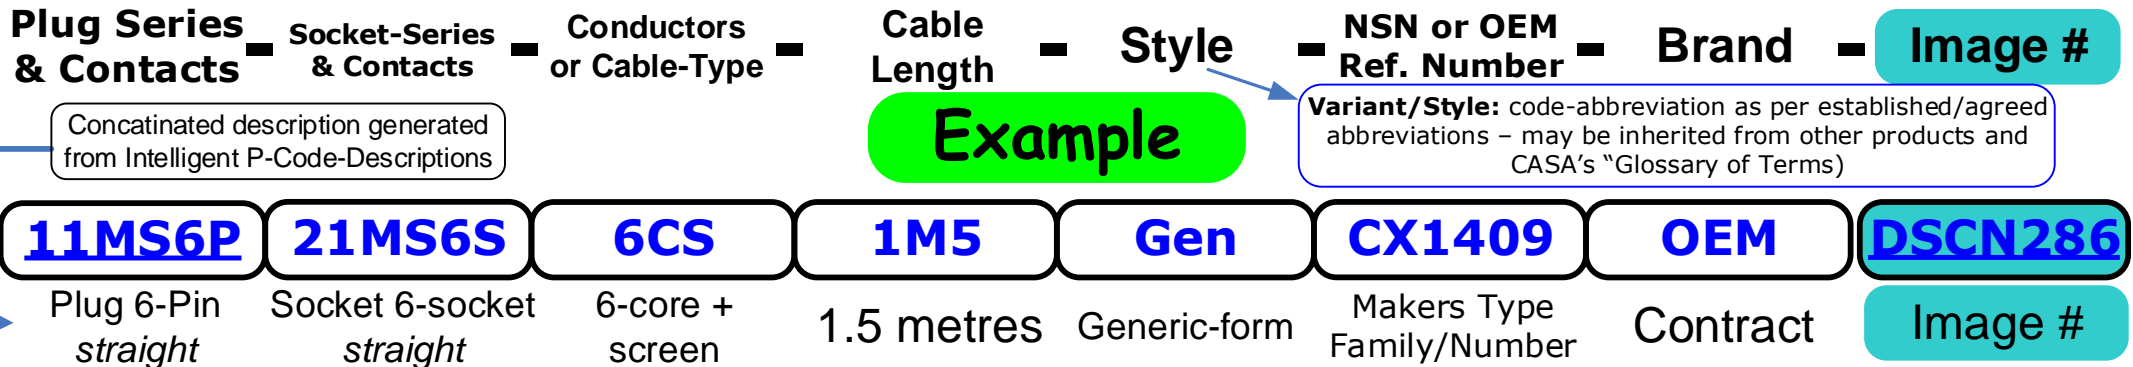 Plug Series & Contacts - Socket-Series & Contacts - Conductors or Cable-Type - Cable Length - Style - NSN or OEM Ref. Number - Brand - Image #
Concatinated description generated
from Intelligent P-Code-Descriptions
Example
Variant/Style: code-abbreviation as per established/agreed
abbreviations – may be inherited from other products and
CASA's “Glossary of Terms)
11MS6P 21MS6S 6CS 1M5 Gen CX1409 OEM DSCN286
Plug 6-Pin
straight
Socket 6-socket
straight
6-core +
screen
1.5 metres
Generic-form
Makers Type
Family/Number
Contract
Image #